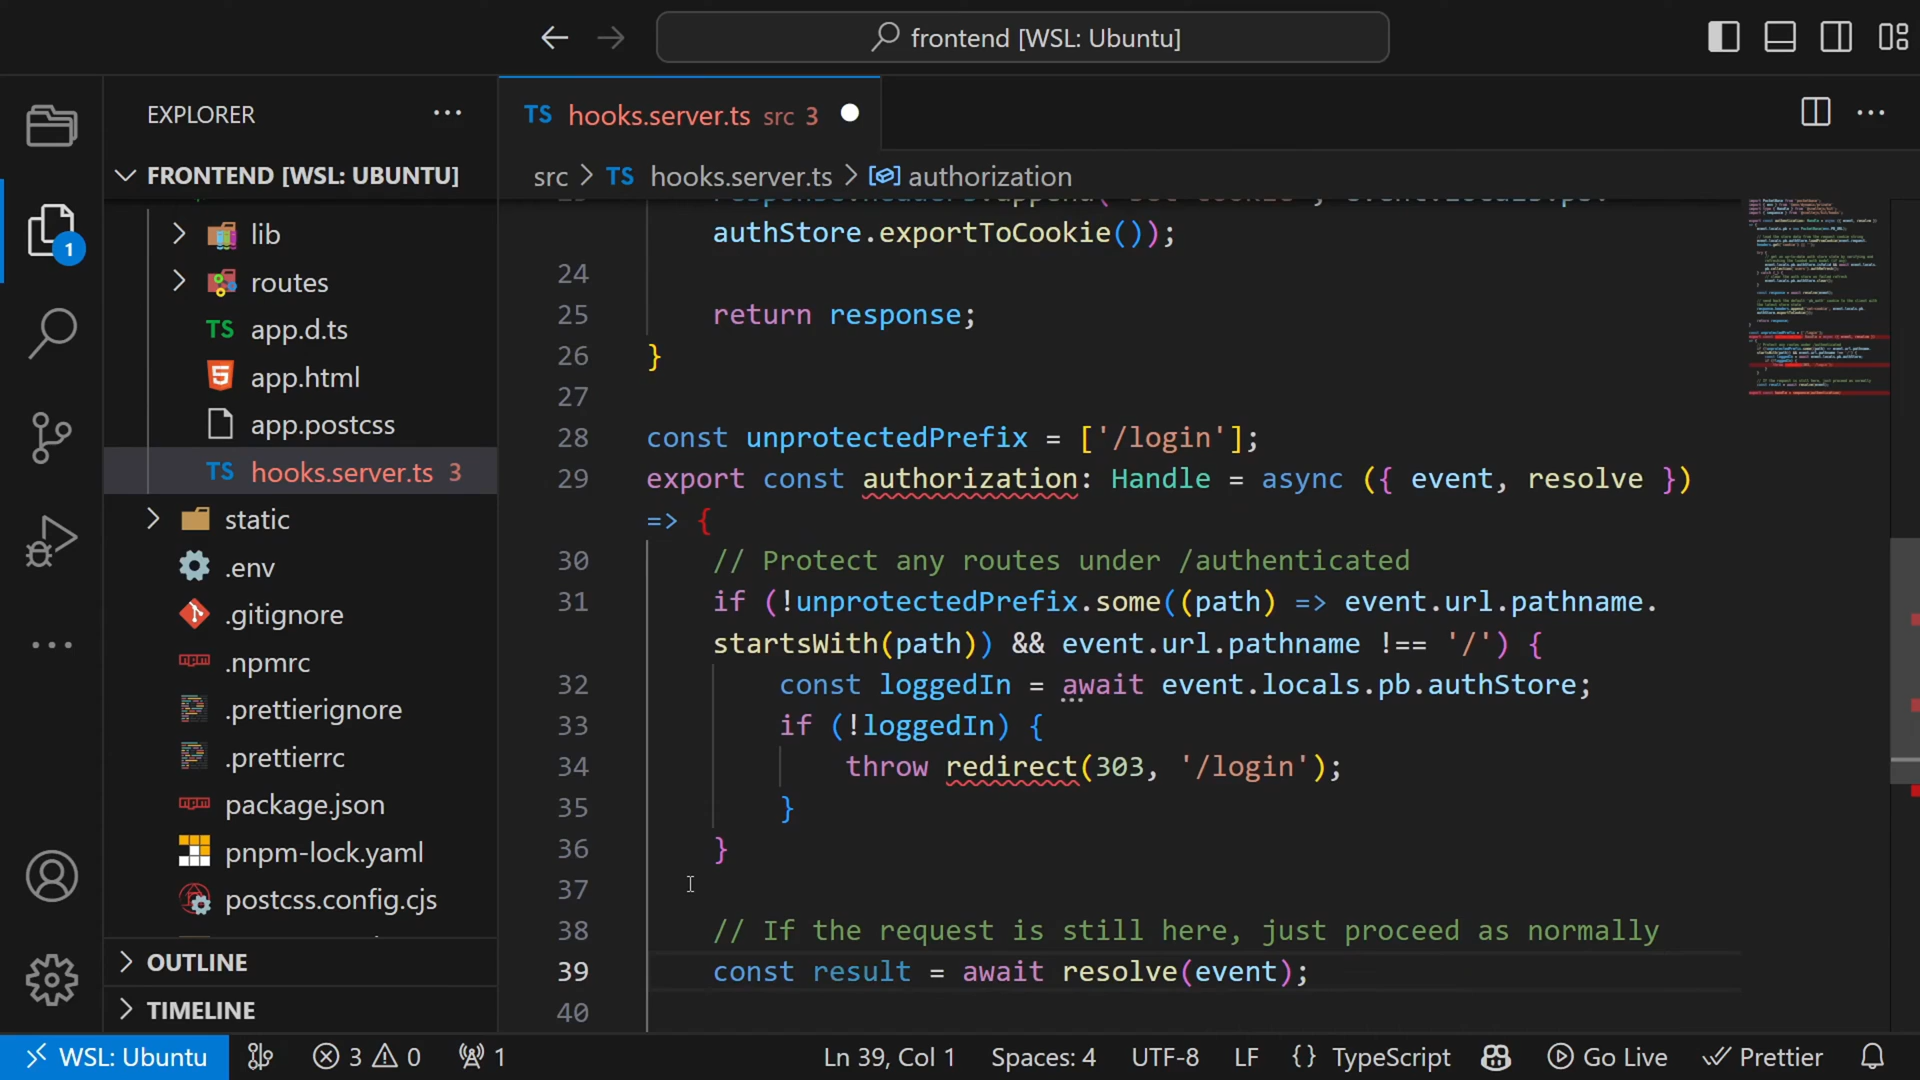 frontend [WSL: Ubuntu]
EXPLORER
TS hooks.server.ts src 3
FRONTEND [WSL: UBUNTU]
src > TS hooks.server.ts > authorization
lib
routes
TS app.d.ts
app.html
app.postcss
TS hooks.server.ts 3
static
.env
.gitignore
.npmrc
.prettierignore
.prettierrc
package.json
pnpm-lock.yaml
postcss.config.cjs
OUTLINE
TIMELINE
1
authStore.exportToCookie());
24
25 return response;
26 }
27
28 const unprotectedPrefix = ['/login'];
29 export const authorization: Handle = async ({ event, resolve })
=> {
30 // Protect any routes under /authenticated
31 if (!unprotectedPrefix.some((path) => event.url.pathname.
startsWith(path)) && event.url.pathname !== '/') {
32 const loggedIn = await event.locals.pb.authStore;
33 if (!loggedIn) {
34 throw redirect(303, '/login');
35 }
36 }
37
38 // If the request is still here, just proceed as normally
39 const result = await resolve(event);
40
WSL: Ubuntu 3 0 1 Ln 39, Col 1 Spaces: 4 UTF-8 LF {} TypeScript Go Live Prettier